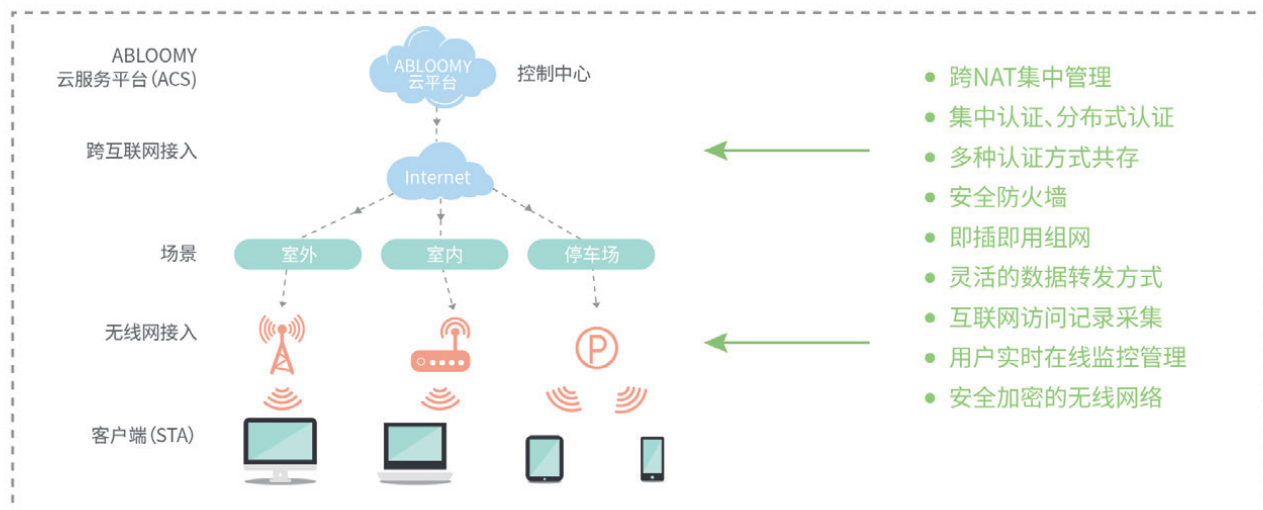 ABLOOMY
云服务平台(ACS)
ABLOOMY
云平台
控制中心
跨互联网接入
Internet
场景
室外
室内
停车场
无线网接入
P
客户端(STA)
● 跨NAT集中管理
● 集中认证、分布式认证
● 多种认证方式共存
● 安全防火墙
● 即插即用组网
● 灵活的数据转发方式
● 互联网访问记录采集
● 用户实时在线监控管理
● 安全加密的无线网络